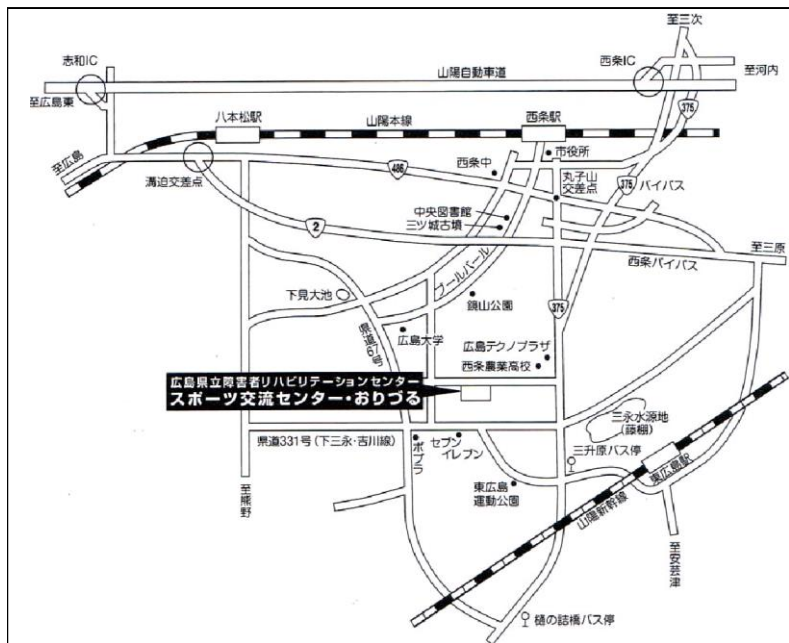 至三次
志和IC
西条IC
山陽自動車道
至河内
至広島東
375
八本松駅
山陽本線
西条駅
市役所
至広島
溝迫交差点
486
西条中
丸子山
交差点
375
バイパス
中央図書館
三ツ城古墳
2
至三原
西条バイパス
ブールバール
下見大池
鏡山公園
375
県道67号
広島大学
広島テクノプラザ
西条農業高校
広島県立障害者リハビリテーションセンター
スポーツ交流センター・おりづる
三永水源地
(藤棚)
県道331号(下三永・吉川線)
ポプラ
セブン
イレブン
三升原バス停
東広島駅
東広島
運動公園
至熊野
山陽新幹線
至安芸津
樋の詰橋バス停